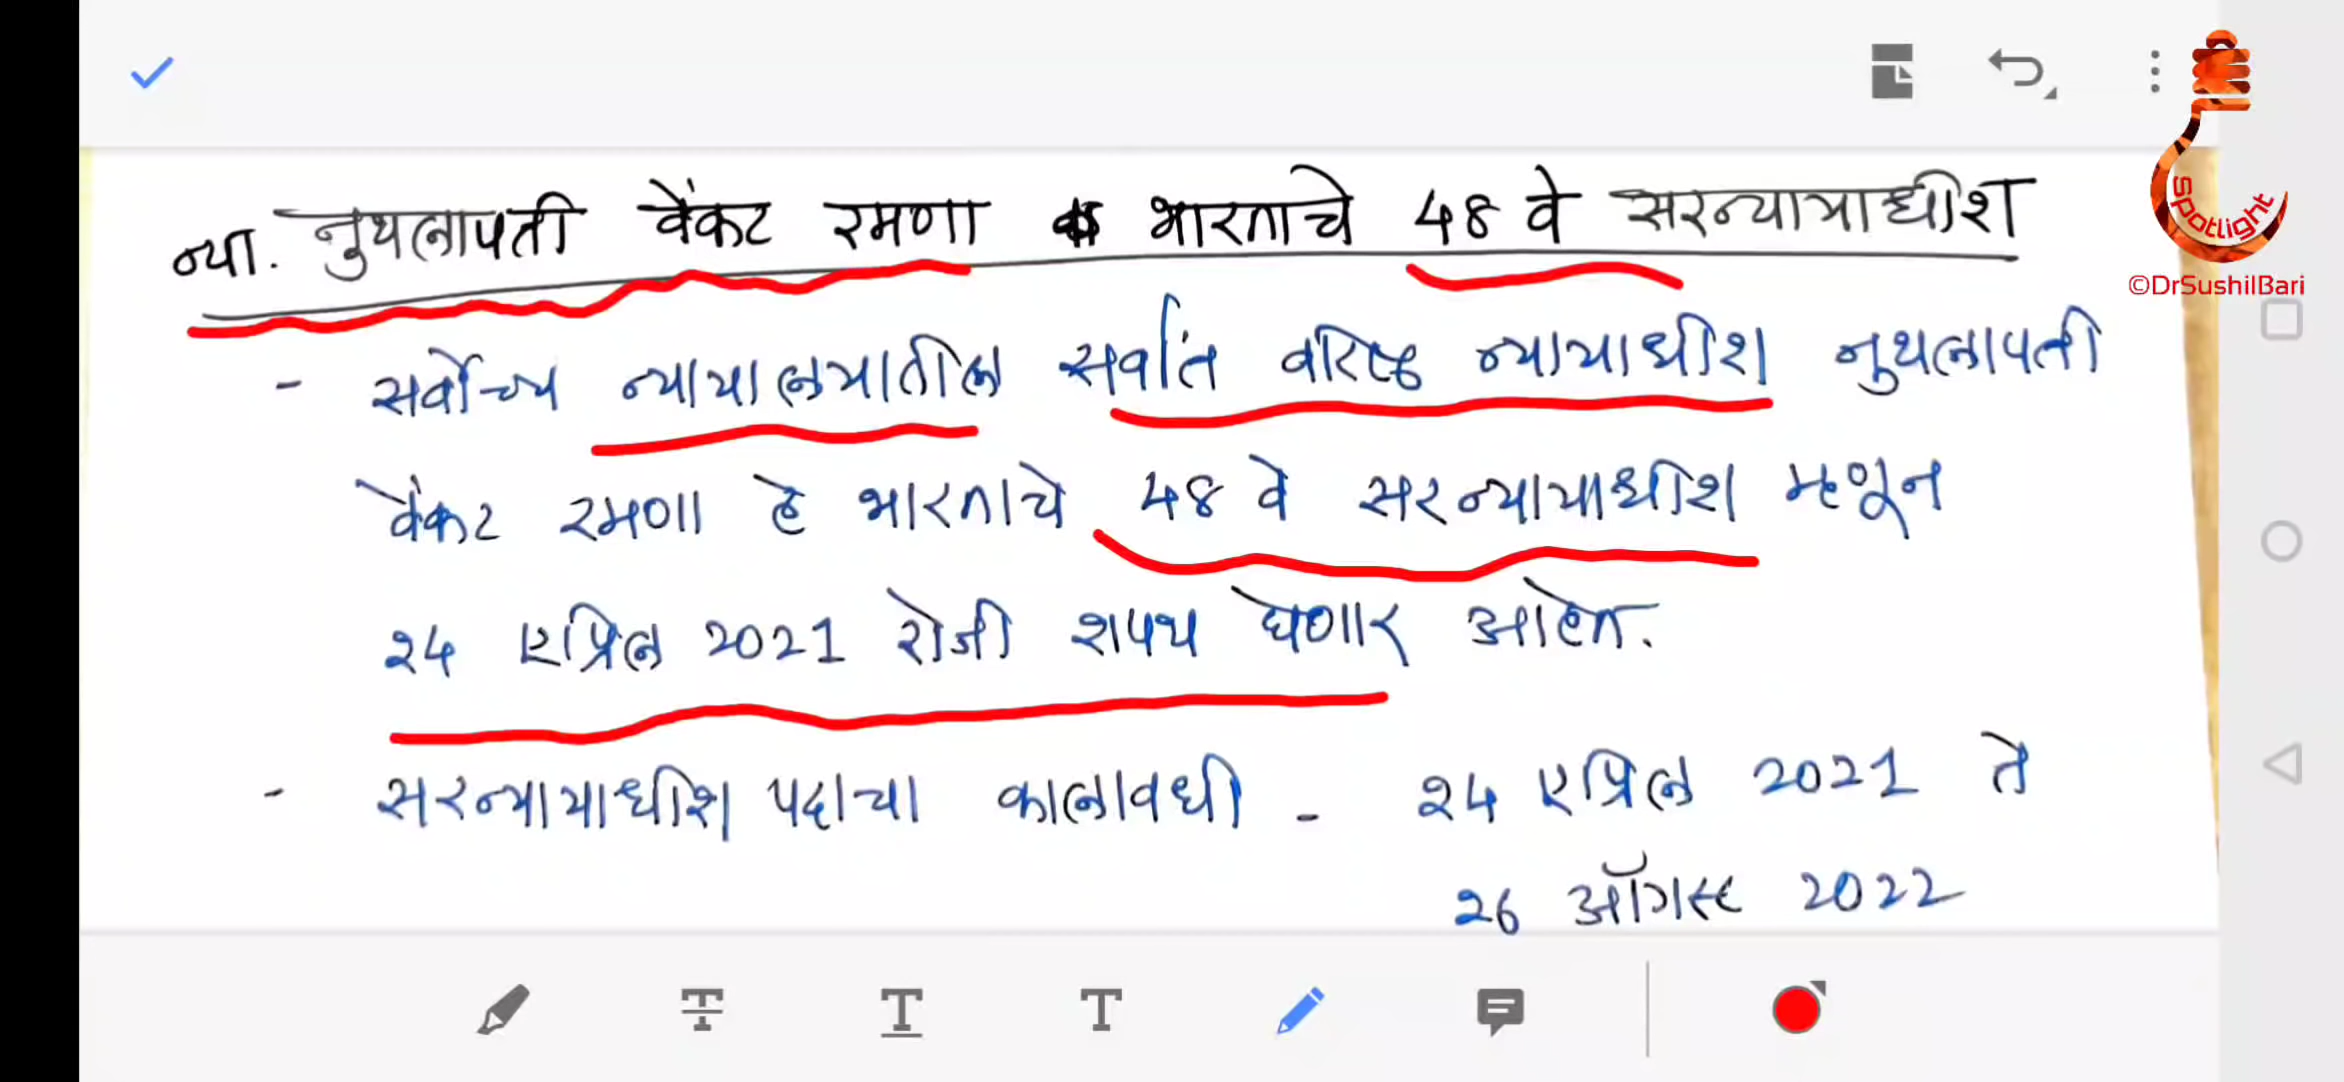 न्या. नुथलापती वेंकट रमणा भारताचे 48 वे सरन्यायाधीश
Spotlight
©DrSushilBari
- सर्वोच्च न्यायालयातील सर्वात वरिष्ठ न्यायाधीश नुथलापती
वेंकट रमणा हे भारताचे 48 वे सरन्यायाधीश म्हणून
24 एप्रिल 2021 रोजी शपथ घेणार आहेत.
- सरन्यायाधीश पदाचा कालावधी - 24 एप्रिल 2021 ते
26 ऑगस्ट 2022